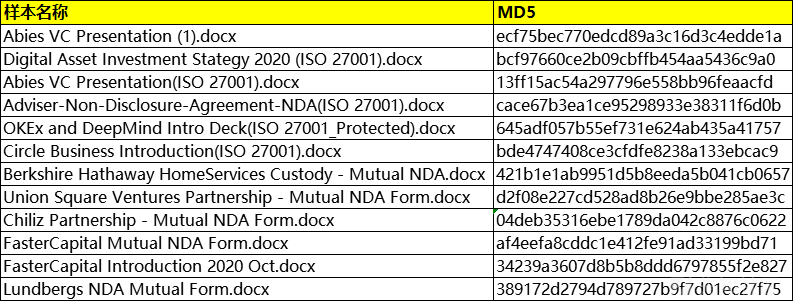 样本名称 MD5
Abies VC Presentation (1).docx ecf75bec770edcd89a3c16d3c4edde1a
Digital Asset Investment Stategy 2020 (ISO 27001).docx bcf97660ce2b09cbffb454aa5436c9a0
Abies VC Presentation(ISO 27001).docx 13ff15ac54a297796e558bb96feaacfd
Adviser-Non-Disclosure-Agreement-NDA(ISO 27001).docx cace67b3ea1ce95298933e38311f6d0b
OKEx and DeepMind Intro Deck(ISO 27001_Protected).docx 645adf057b55ef731e624ab435a41757
Circle Business Introduction(ISO 27001).docx bde4747408ce3cfdfe8238a133ebcac9
Berkshire Hathaway HomeServices Custody - Mutual NDA.docx 421b1e1ab9951d5b8eeda5b041cb0657
Union Square Ventures Partnership - Mutual NDA Form.docx d2f08e227cd528ad8b26e9bbe285ae3c
Chiliz Partnership - Mutual NDA Form.docx 04deb35316ebe1789da042c8876c0622
FasterCapital Mutual NDA Form.docx af4eefa8cddc1e412fe91ad33199bd71
FasterCapital Introduction 2020 Oct.docx 34239a3607d8b5b8ddd6797855f2e827
Lundbergs NDA Mutual Form.docx 389172d2794d789727b9f7d01ec27f75